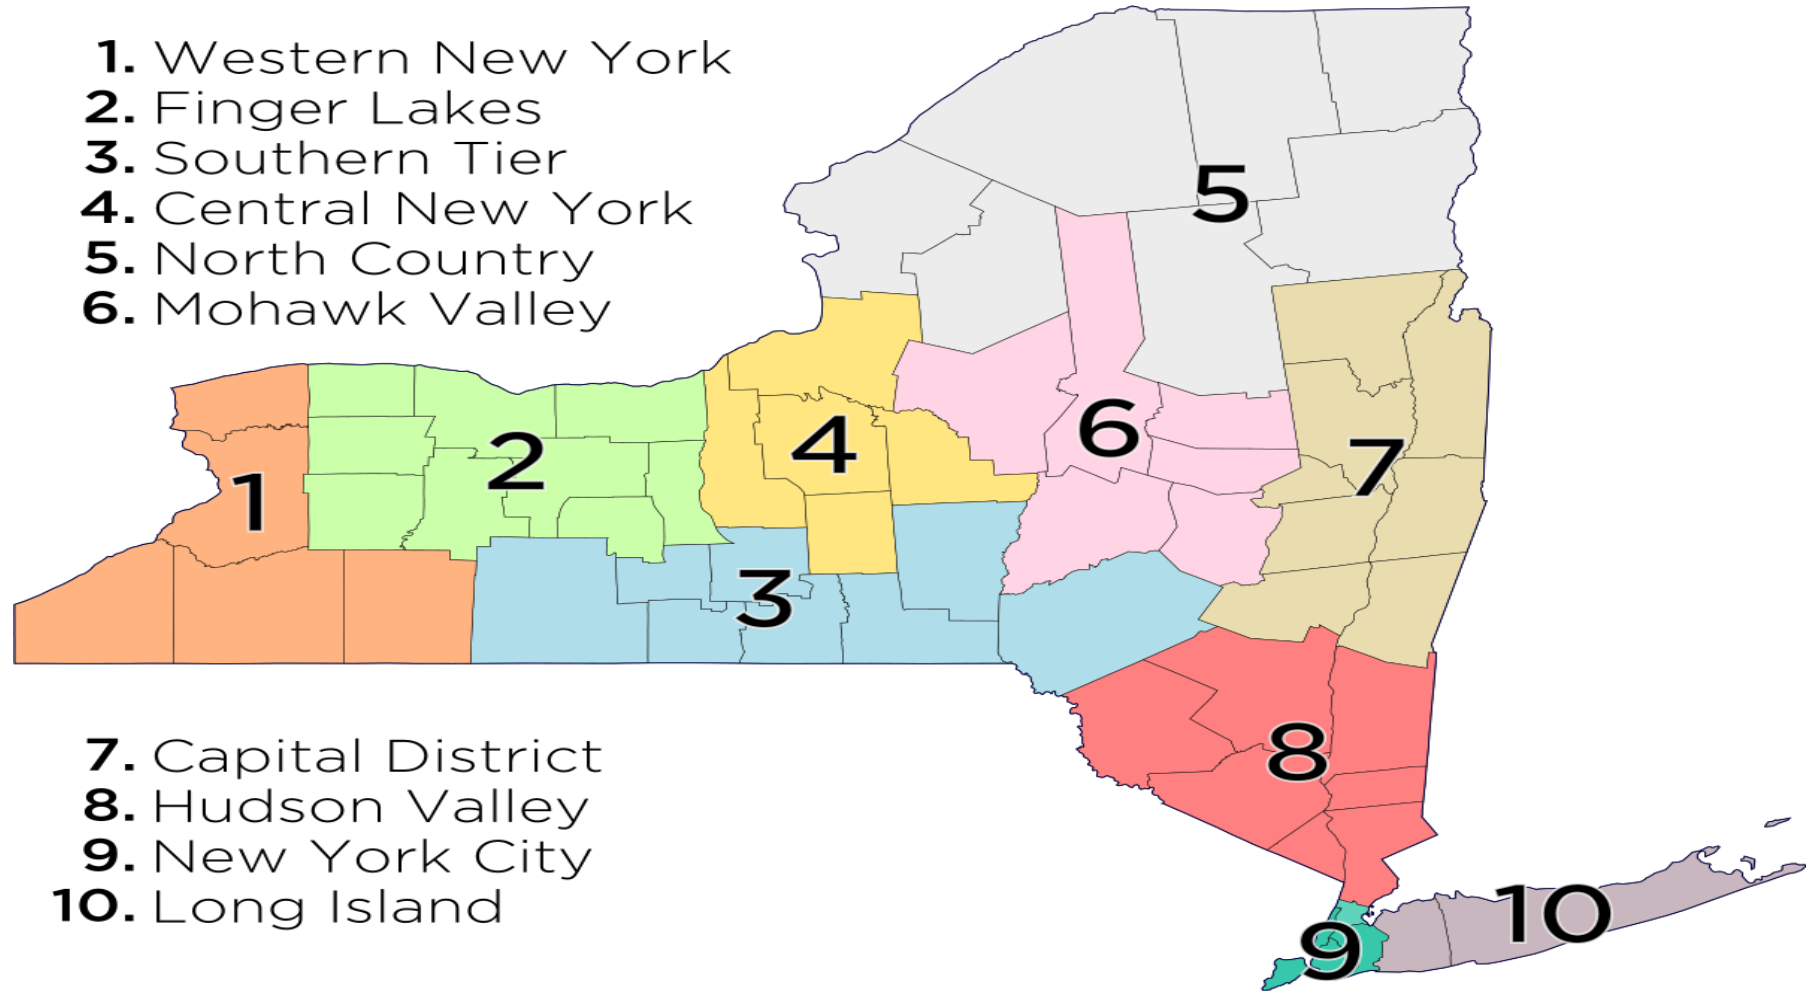 1. Western New York
2. Finger Lakes
3. Southern Tier
4. Central New York
5. North Country
6. Mohawk Valley
5
4
6
7
2
1
3
7. Capital District
8. Hudson Valley
9. New York City
10. Long Island
8
10
9